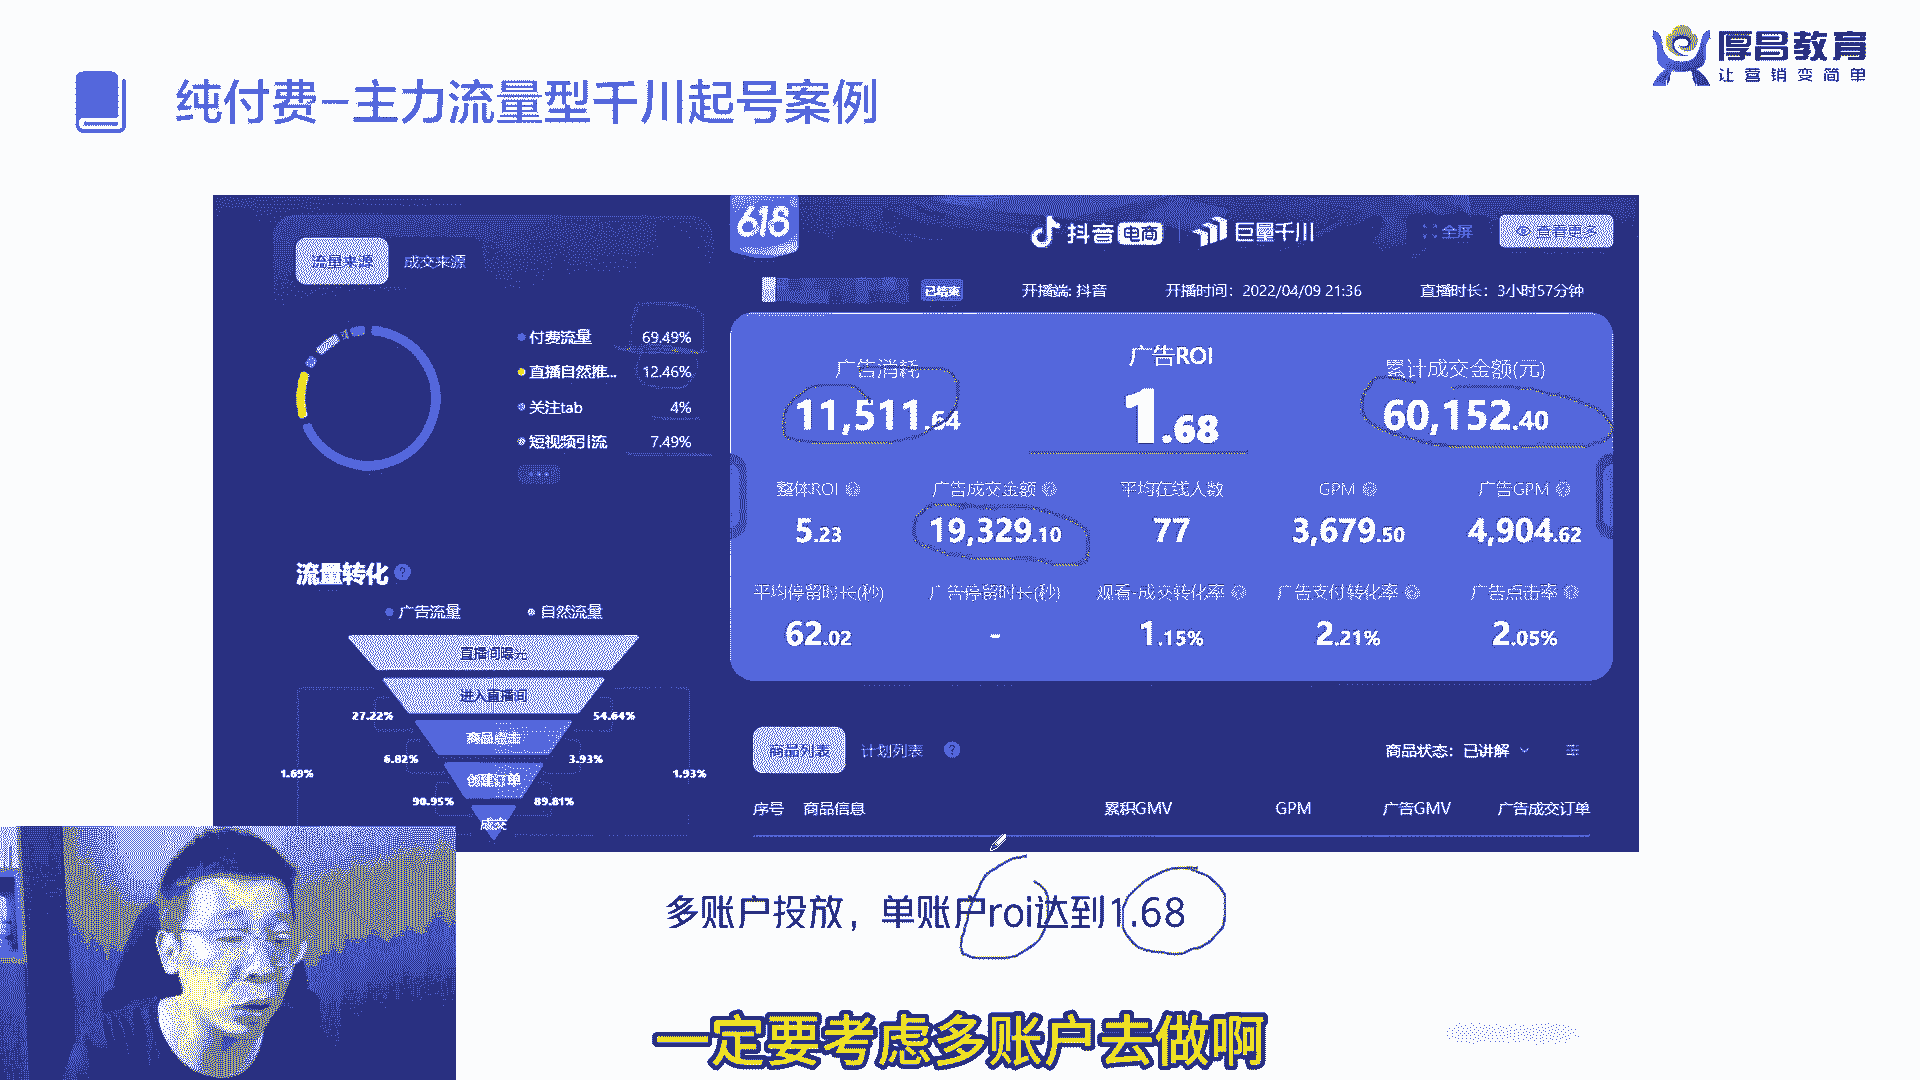 厚昌教育
让营销变简单
纯付费-主力流量型千川起号案例
618
抖音电商
巨量千川
全屏
查看更多
流量来源
成交来源
已结束
开播端: 抖音
开播时间: 2022/04/09 21:36
直播时长: 3小时57分钟
付费流量 69.49%
直播自然推... 12.46%
关注tab 4%
短视频引流 7.49%
广告消耗
11,511.64
广告ROI
1.68
累计成交金额(元)
60,152.40
整体ROI
5.23
广告成交金额
19,329.10
平均在线人数
77
GPM
3,679.50
广告GPM
4,904.62
平均停留时长(秒)
62.02
广告停留时长(秒)
-
观看-成交转化率
1.15%
广告支付转化率
2.21%
广告点击率
2.05%
流量转化
广告流量
自然流量
直播间曝光
进入直播间
27.22%
54.64%
商品点击
6.82%
3.93%
1.69%
创建订单
1.93%
90.95%
89.81%
成交
商品列表
计划列表
商品状态: 已讲解
序号
商品信息
累积GMV
GPM
广告GMV
广告成交订单
多账户投放，单账户roi达到1.68
一定要考虑多账户去做啊